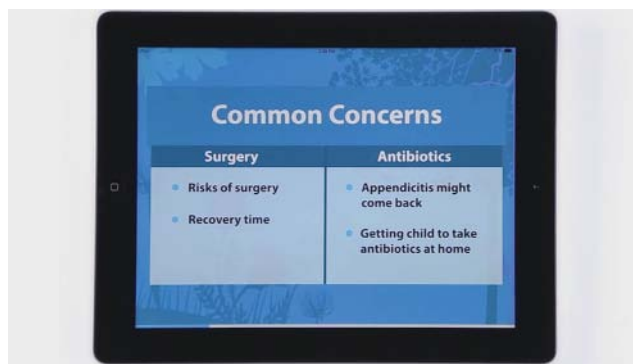 Common Concerns
Surgery
Antibiotics
Risks of surgery
Recovery time
Appendicitis might
come back
Getting child to take
antibiotics at home